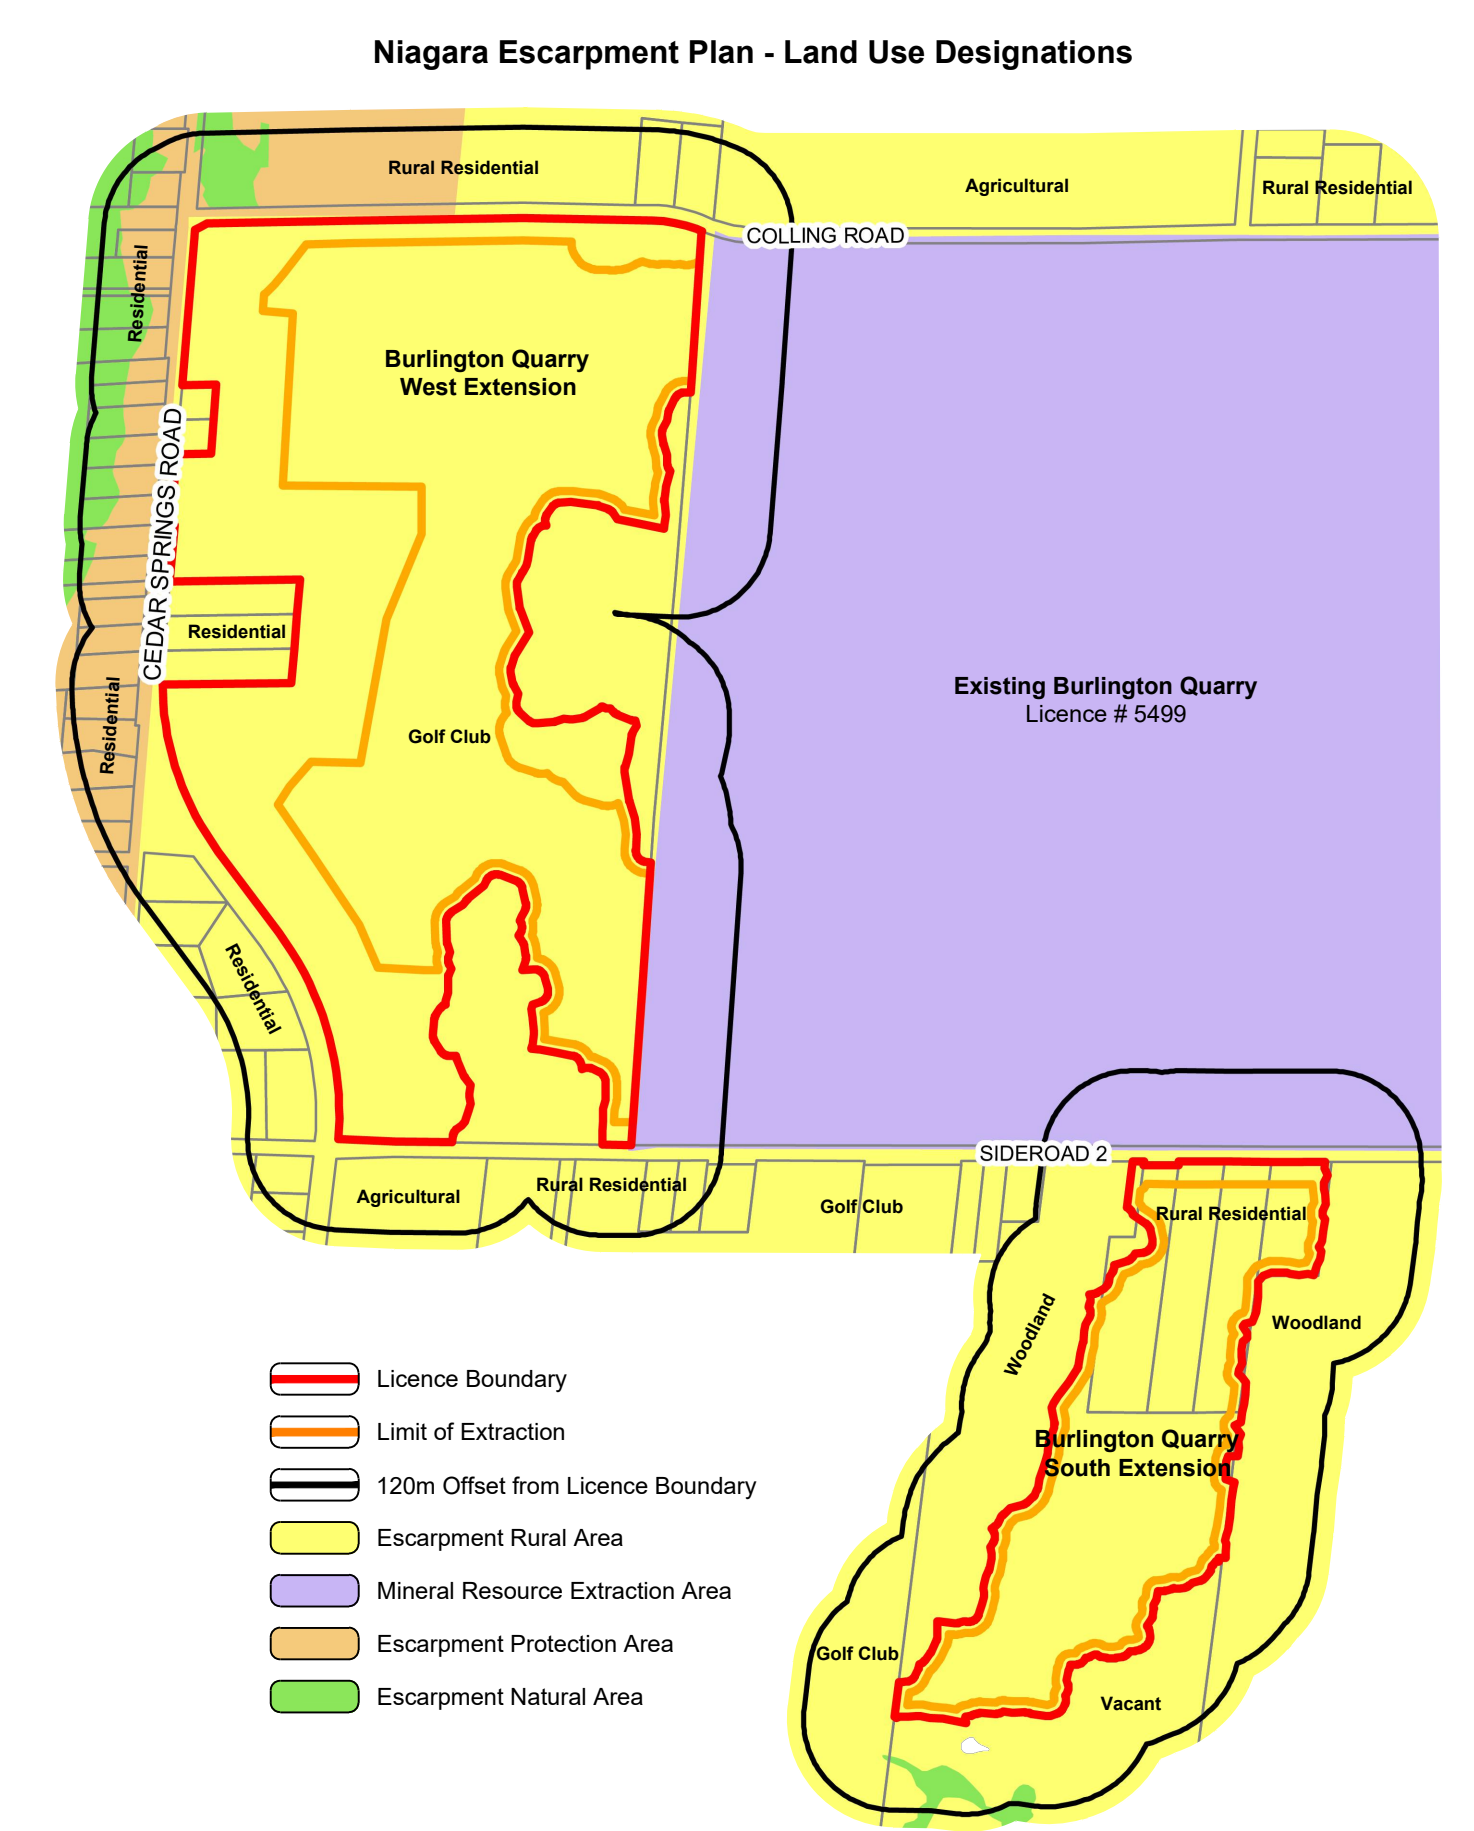 Niagara Escarpment Plan - Land Use Designations
Rural Residential
Agricultural
Rural Residential
COLLING ROAD
Residential
Burlington Quarry
West Extension
CEDAR SPRINGS ROAD
Residential
Residential
Golf Club
Existing Burlington Quarry
Licence # 5499
Residential
SIDEROAD 2
Agricultural
Rural Residential
Golf Club
Rural Residential
Woodland
Woodland
Burlington Quarry
South Extension
Golf Club
Vacant
Licence Boundary
Limit of Extraction
120m Offset from Licence Boundary
Escarpment Rural Area
Mineral Resource Extraction Area
Escarpment Protection Area
Escarpment Natural Area